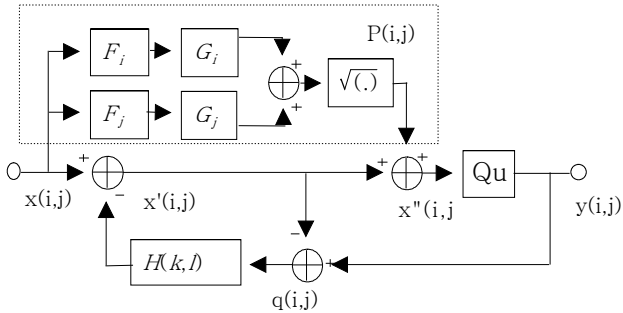 P(i,j)
F_i
G_i
+
√(.)
F_j
G_j
+
+
+
+
Qu
x(i,j)
-
x'(i,j)
x"(i,j
y(i,j)
-
H(k,l)
+
q(i,j)